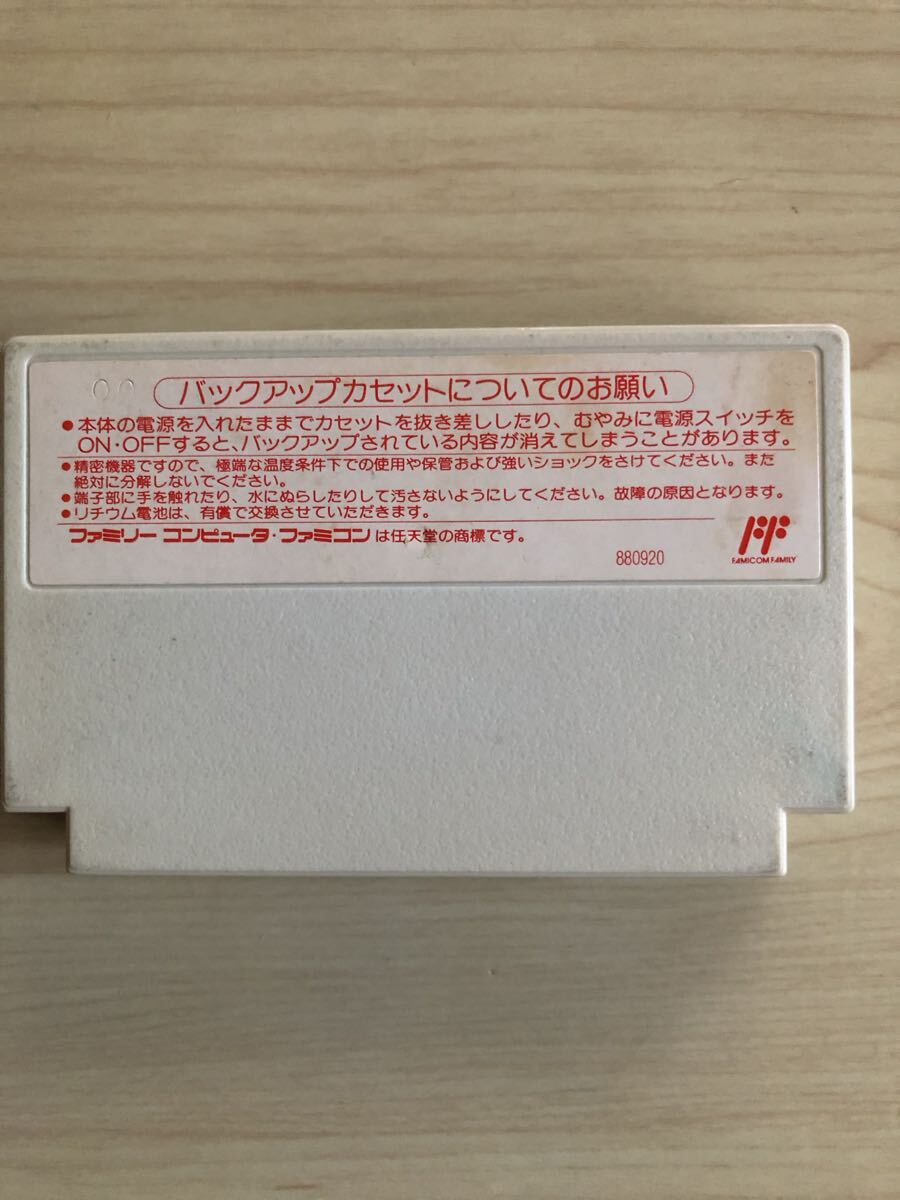 00
バックアップカセットについてのお願い
●本体の電源を入れたままでカセットを抜き差ししたり、むやみに電源スイッチを
ON・OFFすると、バックアップされている内容が消えてしまうことがあります。
●精密機器ですので、極端な温度条件下での使用や保管および強いショックをさけてください。また
絶対に分解しないでください。
●端子部に手を触れたり、水にぬらしたりして汚さないようにしてください。故障の原因となります。
●リチウム電池は、有償で交換させていただきます。
ファミリー コンピュータ・ファミコン は任天堂の商標です。
880920
FAMICOM FAMILY